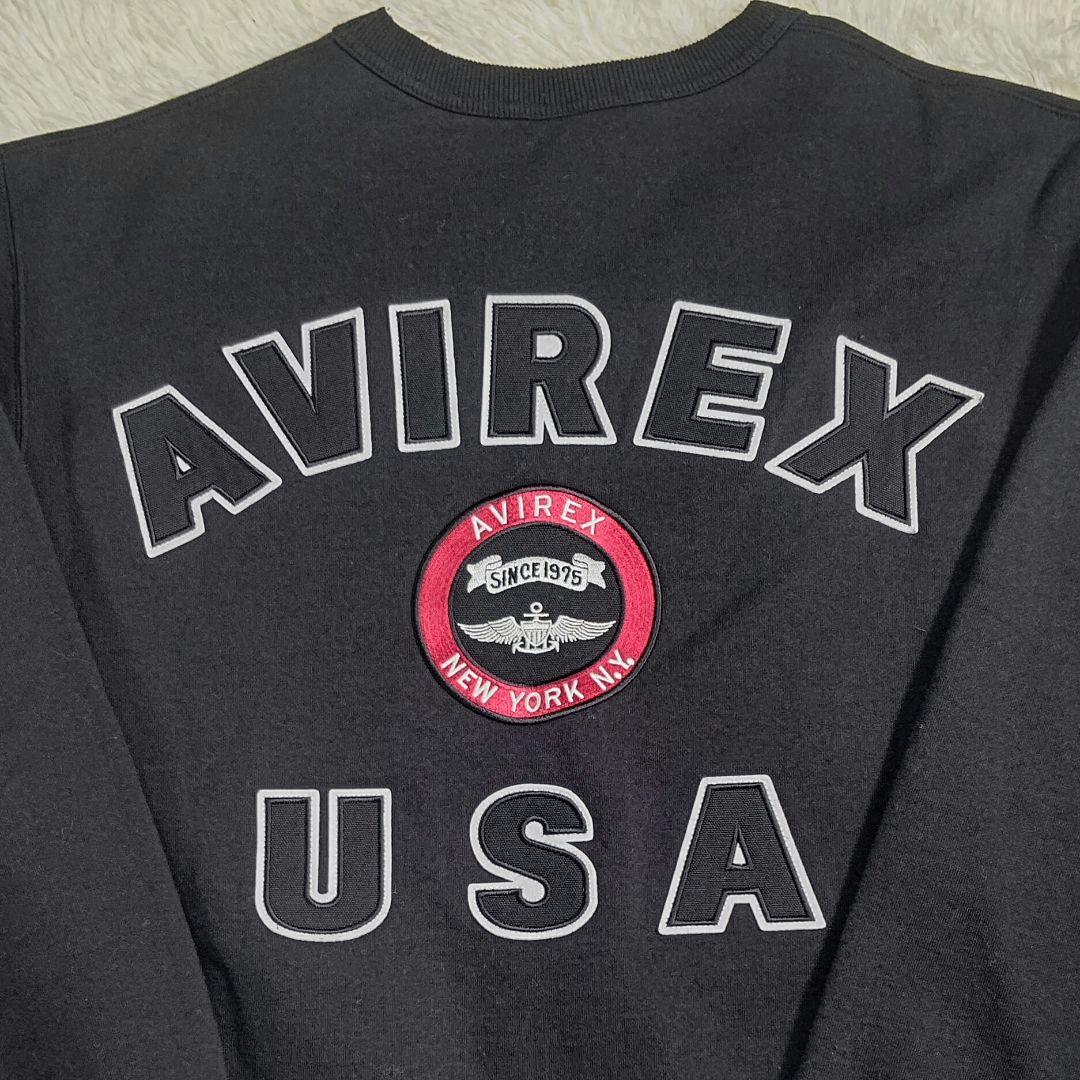 AVIREX
AVIREX
SINCE 1975
NEW YORK N.Y.
USA